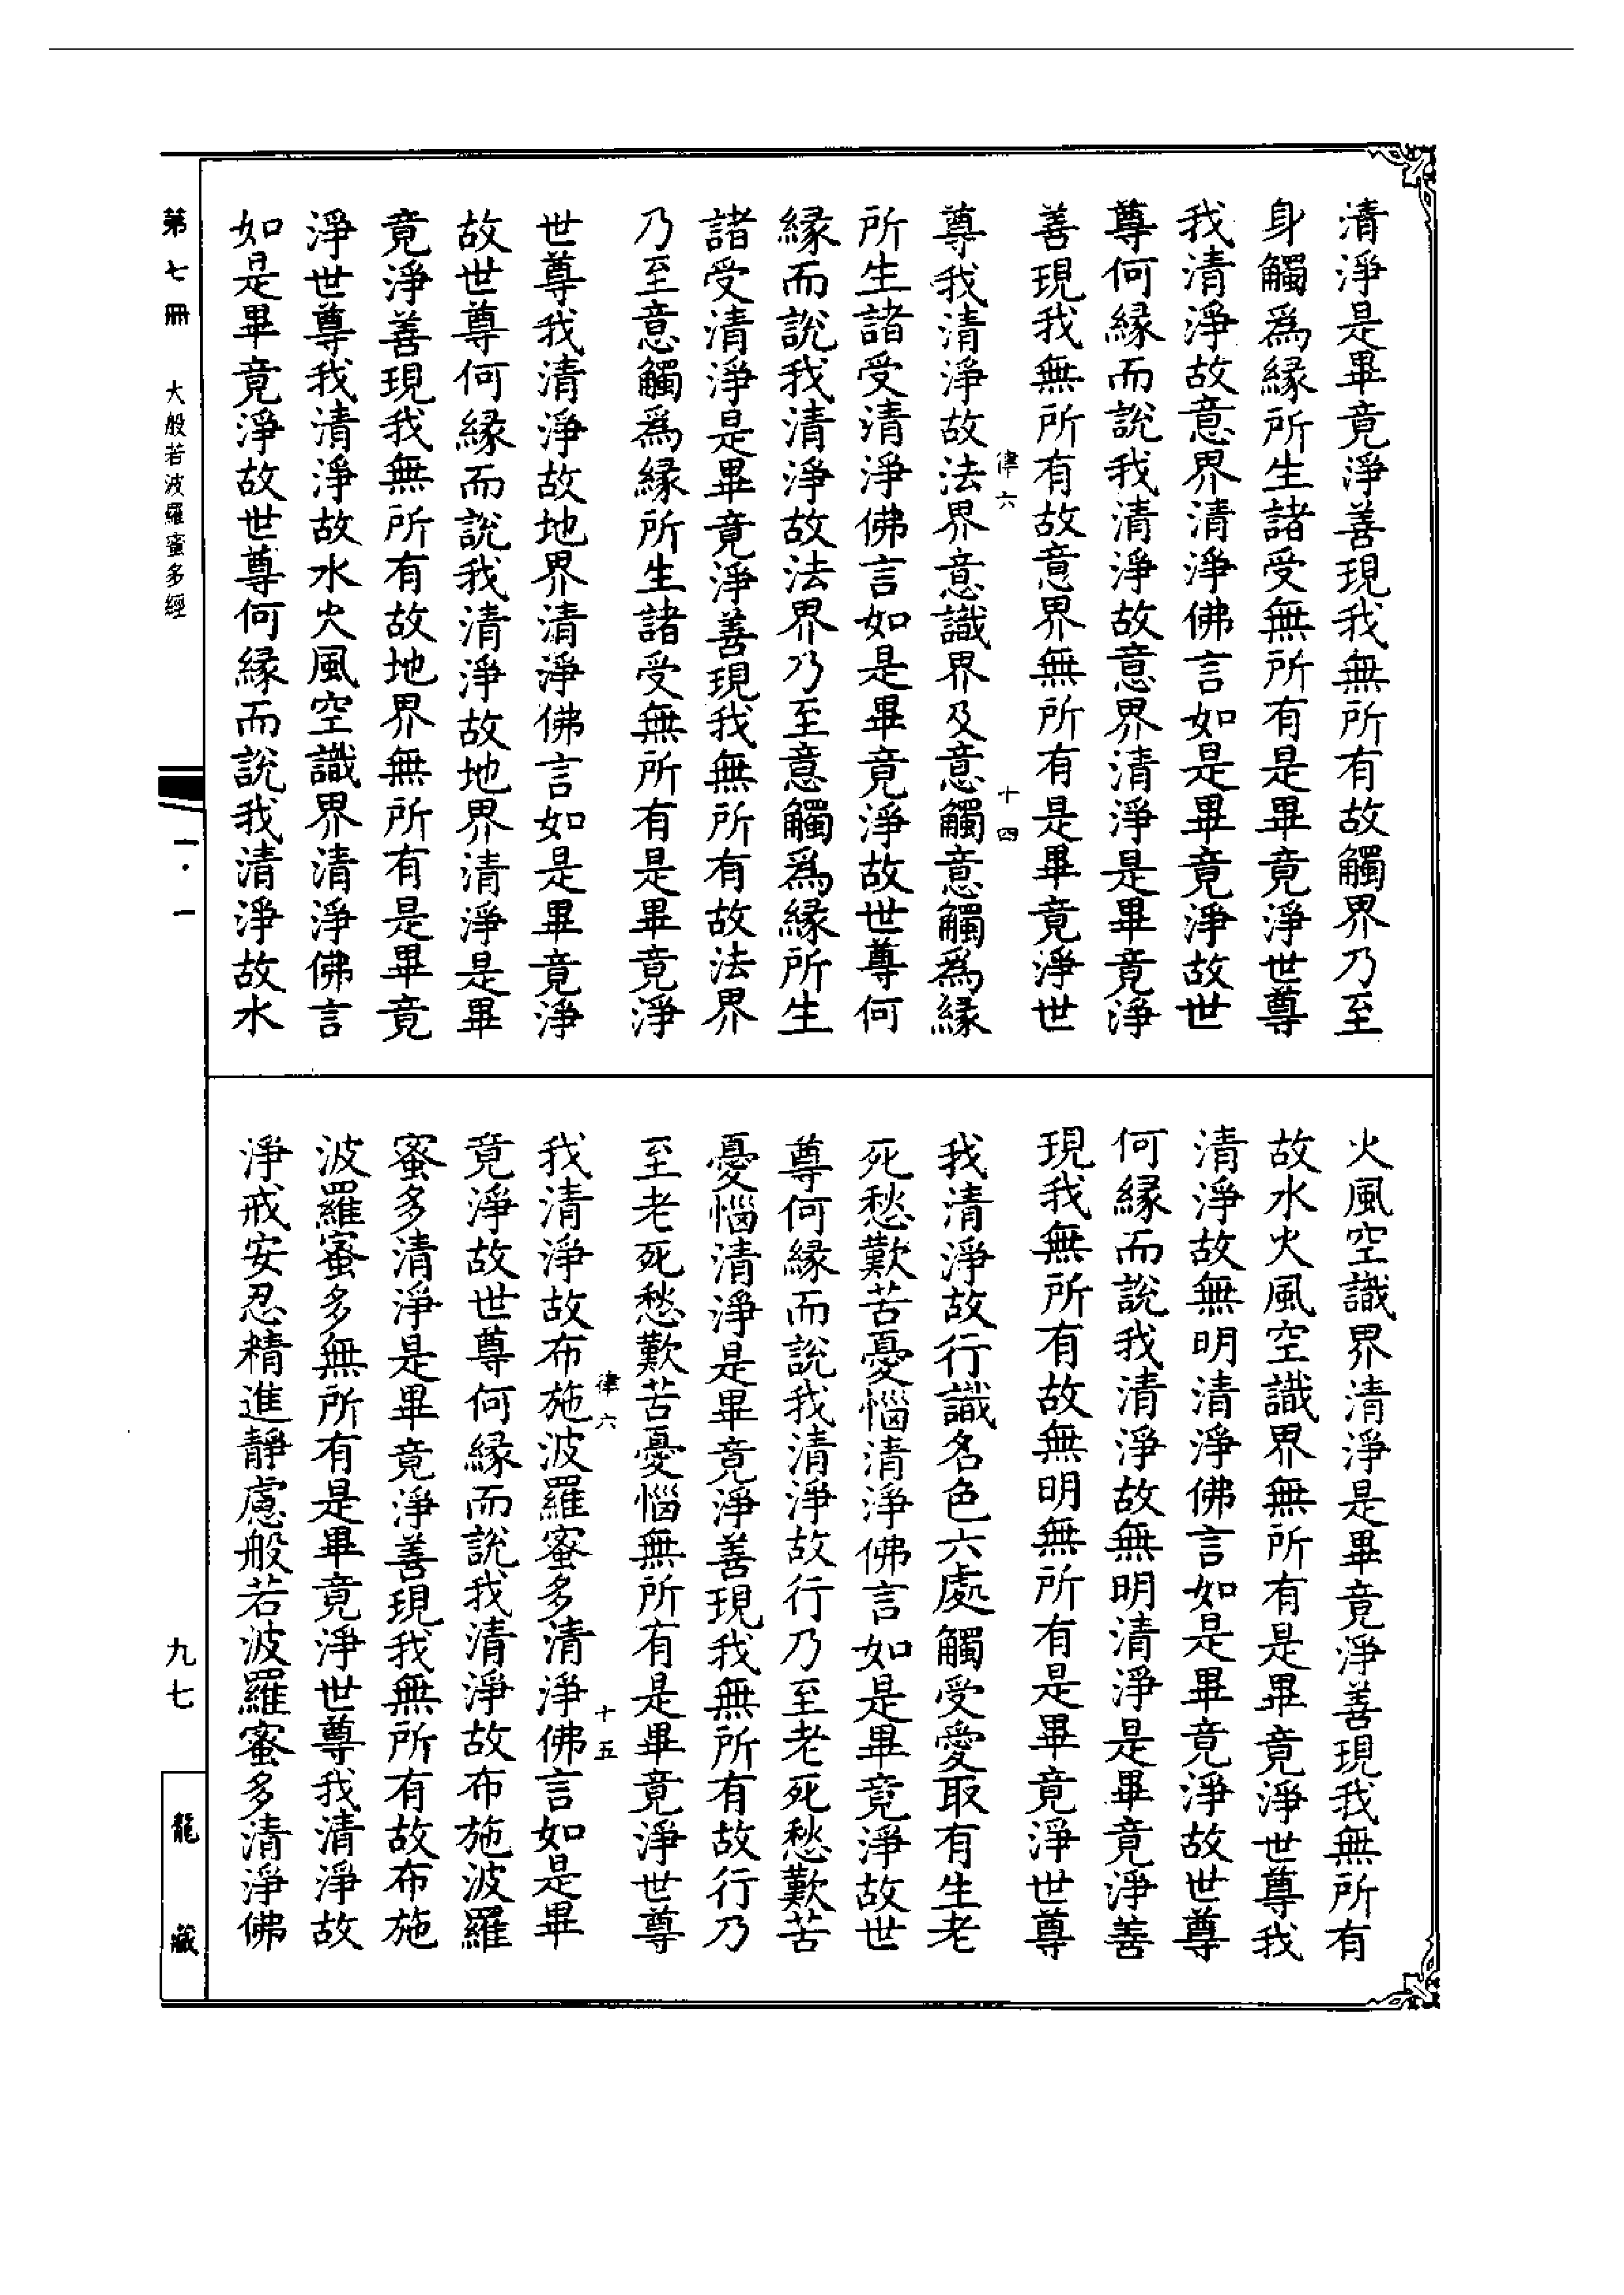 清淨是畢竟淨善現我無所有故觸界乃至
身觸爲緣所生諸受無所有是畢竟淨世尊
我清淨故意界清淨佛言如是畢竟淨故世
尊何緣而說我清淨故意界清淨是畢竟淨
善現我無所有故意界無所有是畢竟淨世
律六 十四
尊我清淨故法界意識界及意觸意觸爲緣
所生諸受清淨佛言如是畢竟淨故世尊何
緣而說我清淨故法界乃至意觸爲緣所生
諸受清淨是畢竟淨善現我無所有故法界
乃至意觸爲緣所生諸受無所有是畢竟淨
世尊我清淨故地界清淨佛言如是畢竟淨
故世尊何緣而說我清淨故地界清淨是畢
竟淨善現我無所有故地界無所有是畢竟
淨世尊我清淨故水火風空識界清淨佛言
如是畢竟淨故世尊何緣而說我清淨故水
火風空識界清淨是畢竟淨善現我無所有
故水火風空識界無所有是畢竟淨世尊我
清淨故無明清淨佛言如是畢竟淨故世尊
何緣而說我清淨故無明清淨是畢竟淨善
現我無所有故無明無所有是畢竟淨世尊
我清淨故行識名色六處觸受愛取有生老
死愁歎苦憂惱清淨佛言如是畢竟淨故世
尊何緣而說我清淨故行乃至老死愁歎苦
憂惱清淨是畢竟淨善現我無所有故行乃
至老死愁歎苦憂惱無所有是畢竟淨世尊
律六 十五
我清淨故布施波羅蜜多清淨佛言如是畢
竟淨故世尊何緣而說我清淨故布施波羅
蜜多清淨是畢竟淨善現我無所有故布施
波羅蜜多無所有是畢竟淨世尊我清淨故
淨戒安忍精進靜慮般若波羅蜜多清淨佛
第七冊 大般若波羅蜜多經 一·一 九七 龍藏